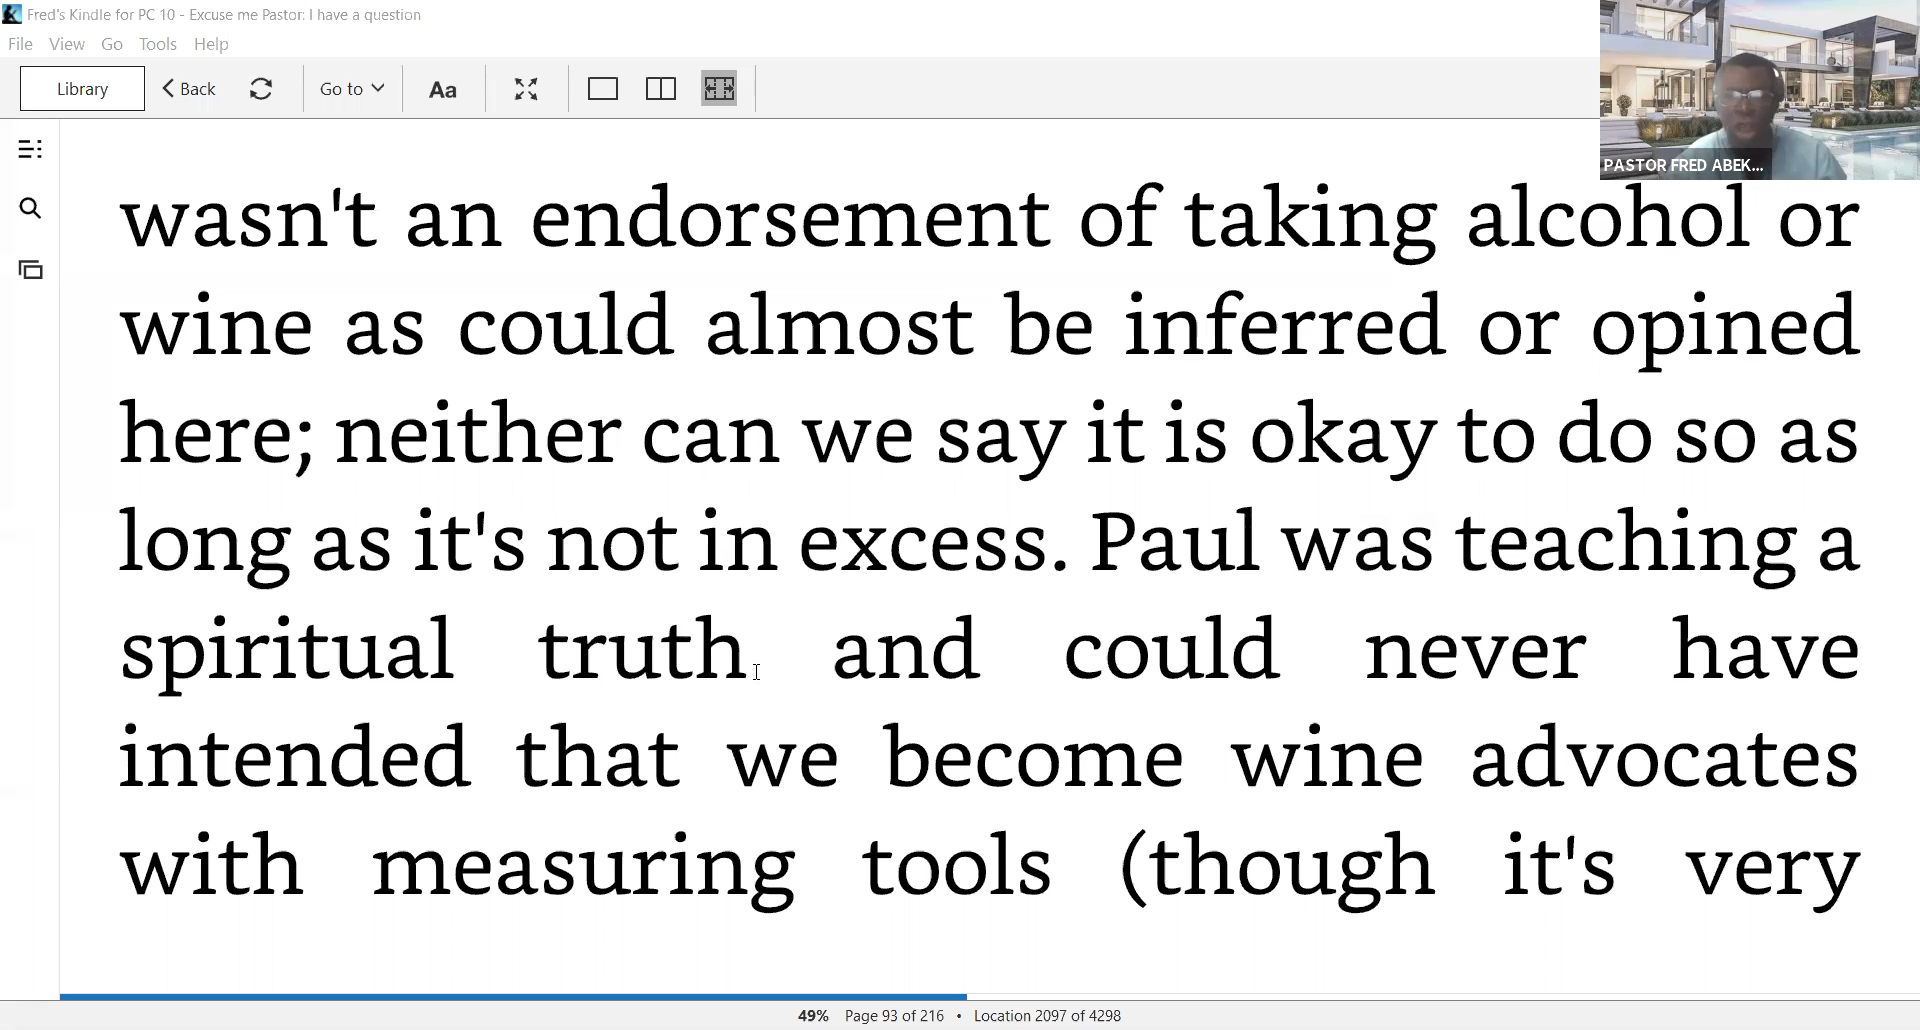 Fred's Kindle for PC 10 - Excuse me Pastor: I have a question
File View Go Tools Help
Library Back Go to Aa
PASTOR FRED ABEK...
wasn't an endorsement of taking alcohol or
wine as could almost be inferred or opined
here; neither can we say it is okay to do so as
long as it's not in excess. Paul was teaching a
spiritual truth and could never have
intended that we become wine advocates
with measuring tools (though it's very
49% Page 93 of 216 • Location 2097 of 4298